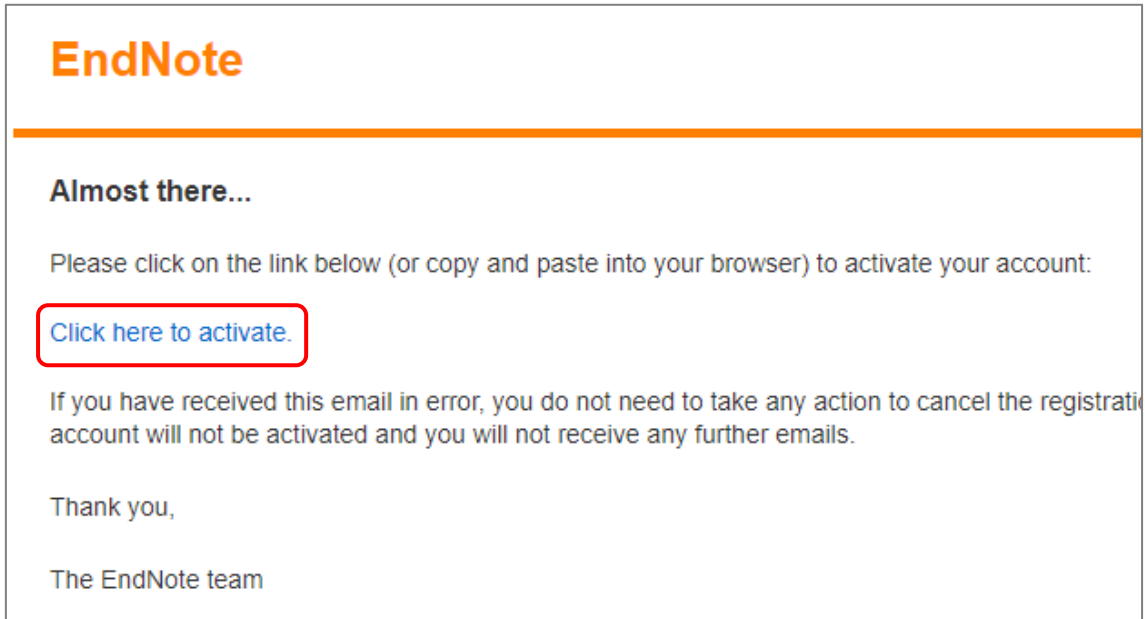 EndNote
Almost there...
Please click on the link below (or copy and paste into your browser) to activate your account:
Click here to activate.
If you have received this email in error, you do not need to take any action to cancel the
account will not be activated and you will not receive any further emails.
Thank you,
The EndNote team